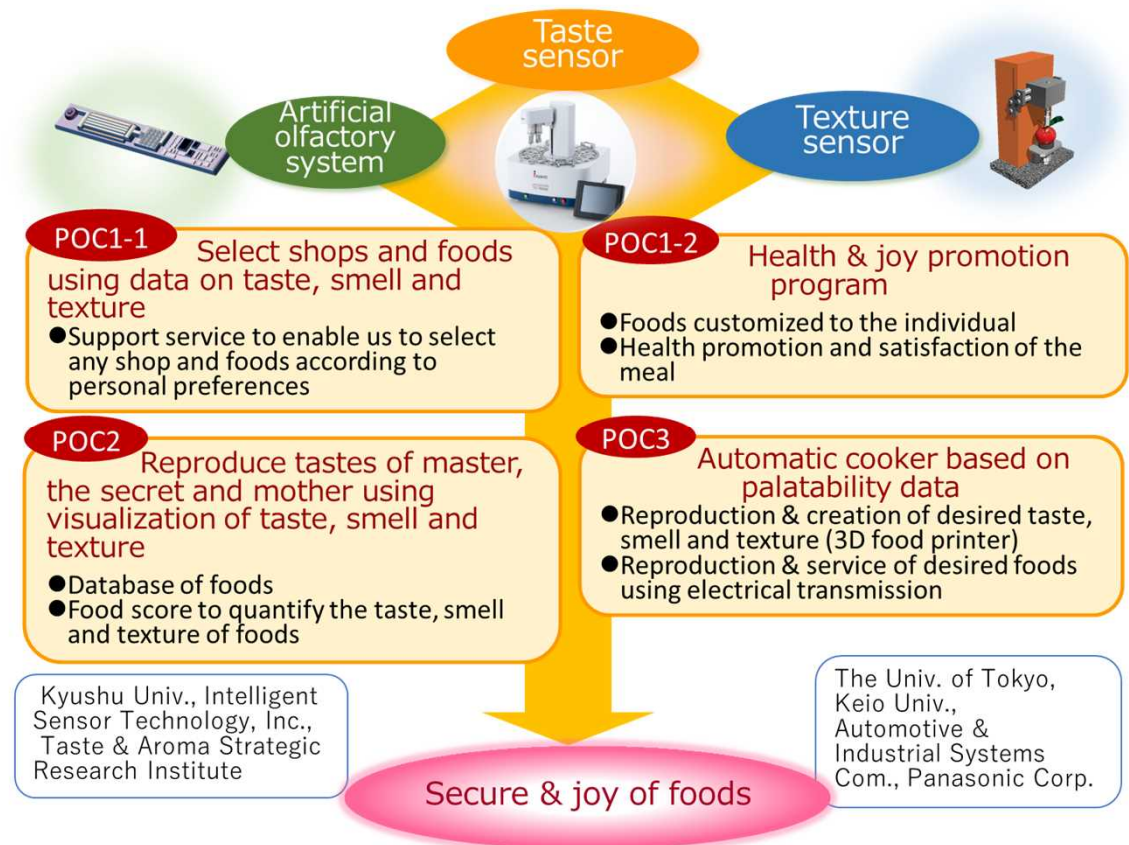 Taste
sensor
Artificial
olfactory
system
Texture
sensor
POC1-1
Select shops and foods
using data on taste, smell and
texture
●Support service to enable us to select
any shop and foods according to
personal preferences
POC1-2
Health & joy promotion
program
●Foods customized to the individual
●Health promotion and satisfaction of the
meal
POC2
Reproduce tastes of master,
the secret and mother using
visualization of taste, smell and
texture
●Database of foods
●Food score to quantify the taste, smell
and texture of foods
POC3
Automatic cooker based on
palatability data
●Reproduction & creation of desired taste,
smell and texture (3D food printer)
●Reproduction & service of desired foods
using electrical transmission
Kyushu Univ., Intelligent
Sensor Technology, Inc.,
Taste & Aroma Strategic
Research Institute
The Univ. of Tokyo,
Keio Univ.,
Automotive &
Industrial Systems
Com., Panasonic Corp.
Secure & joy of foods